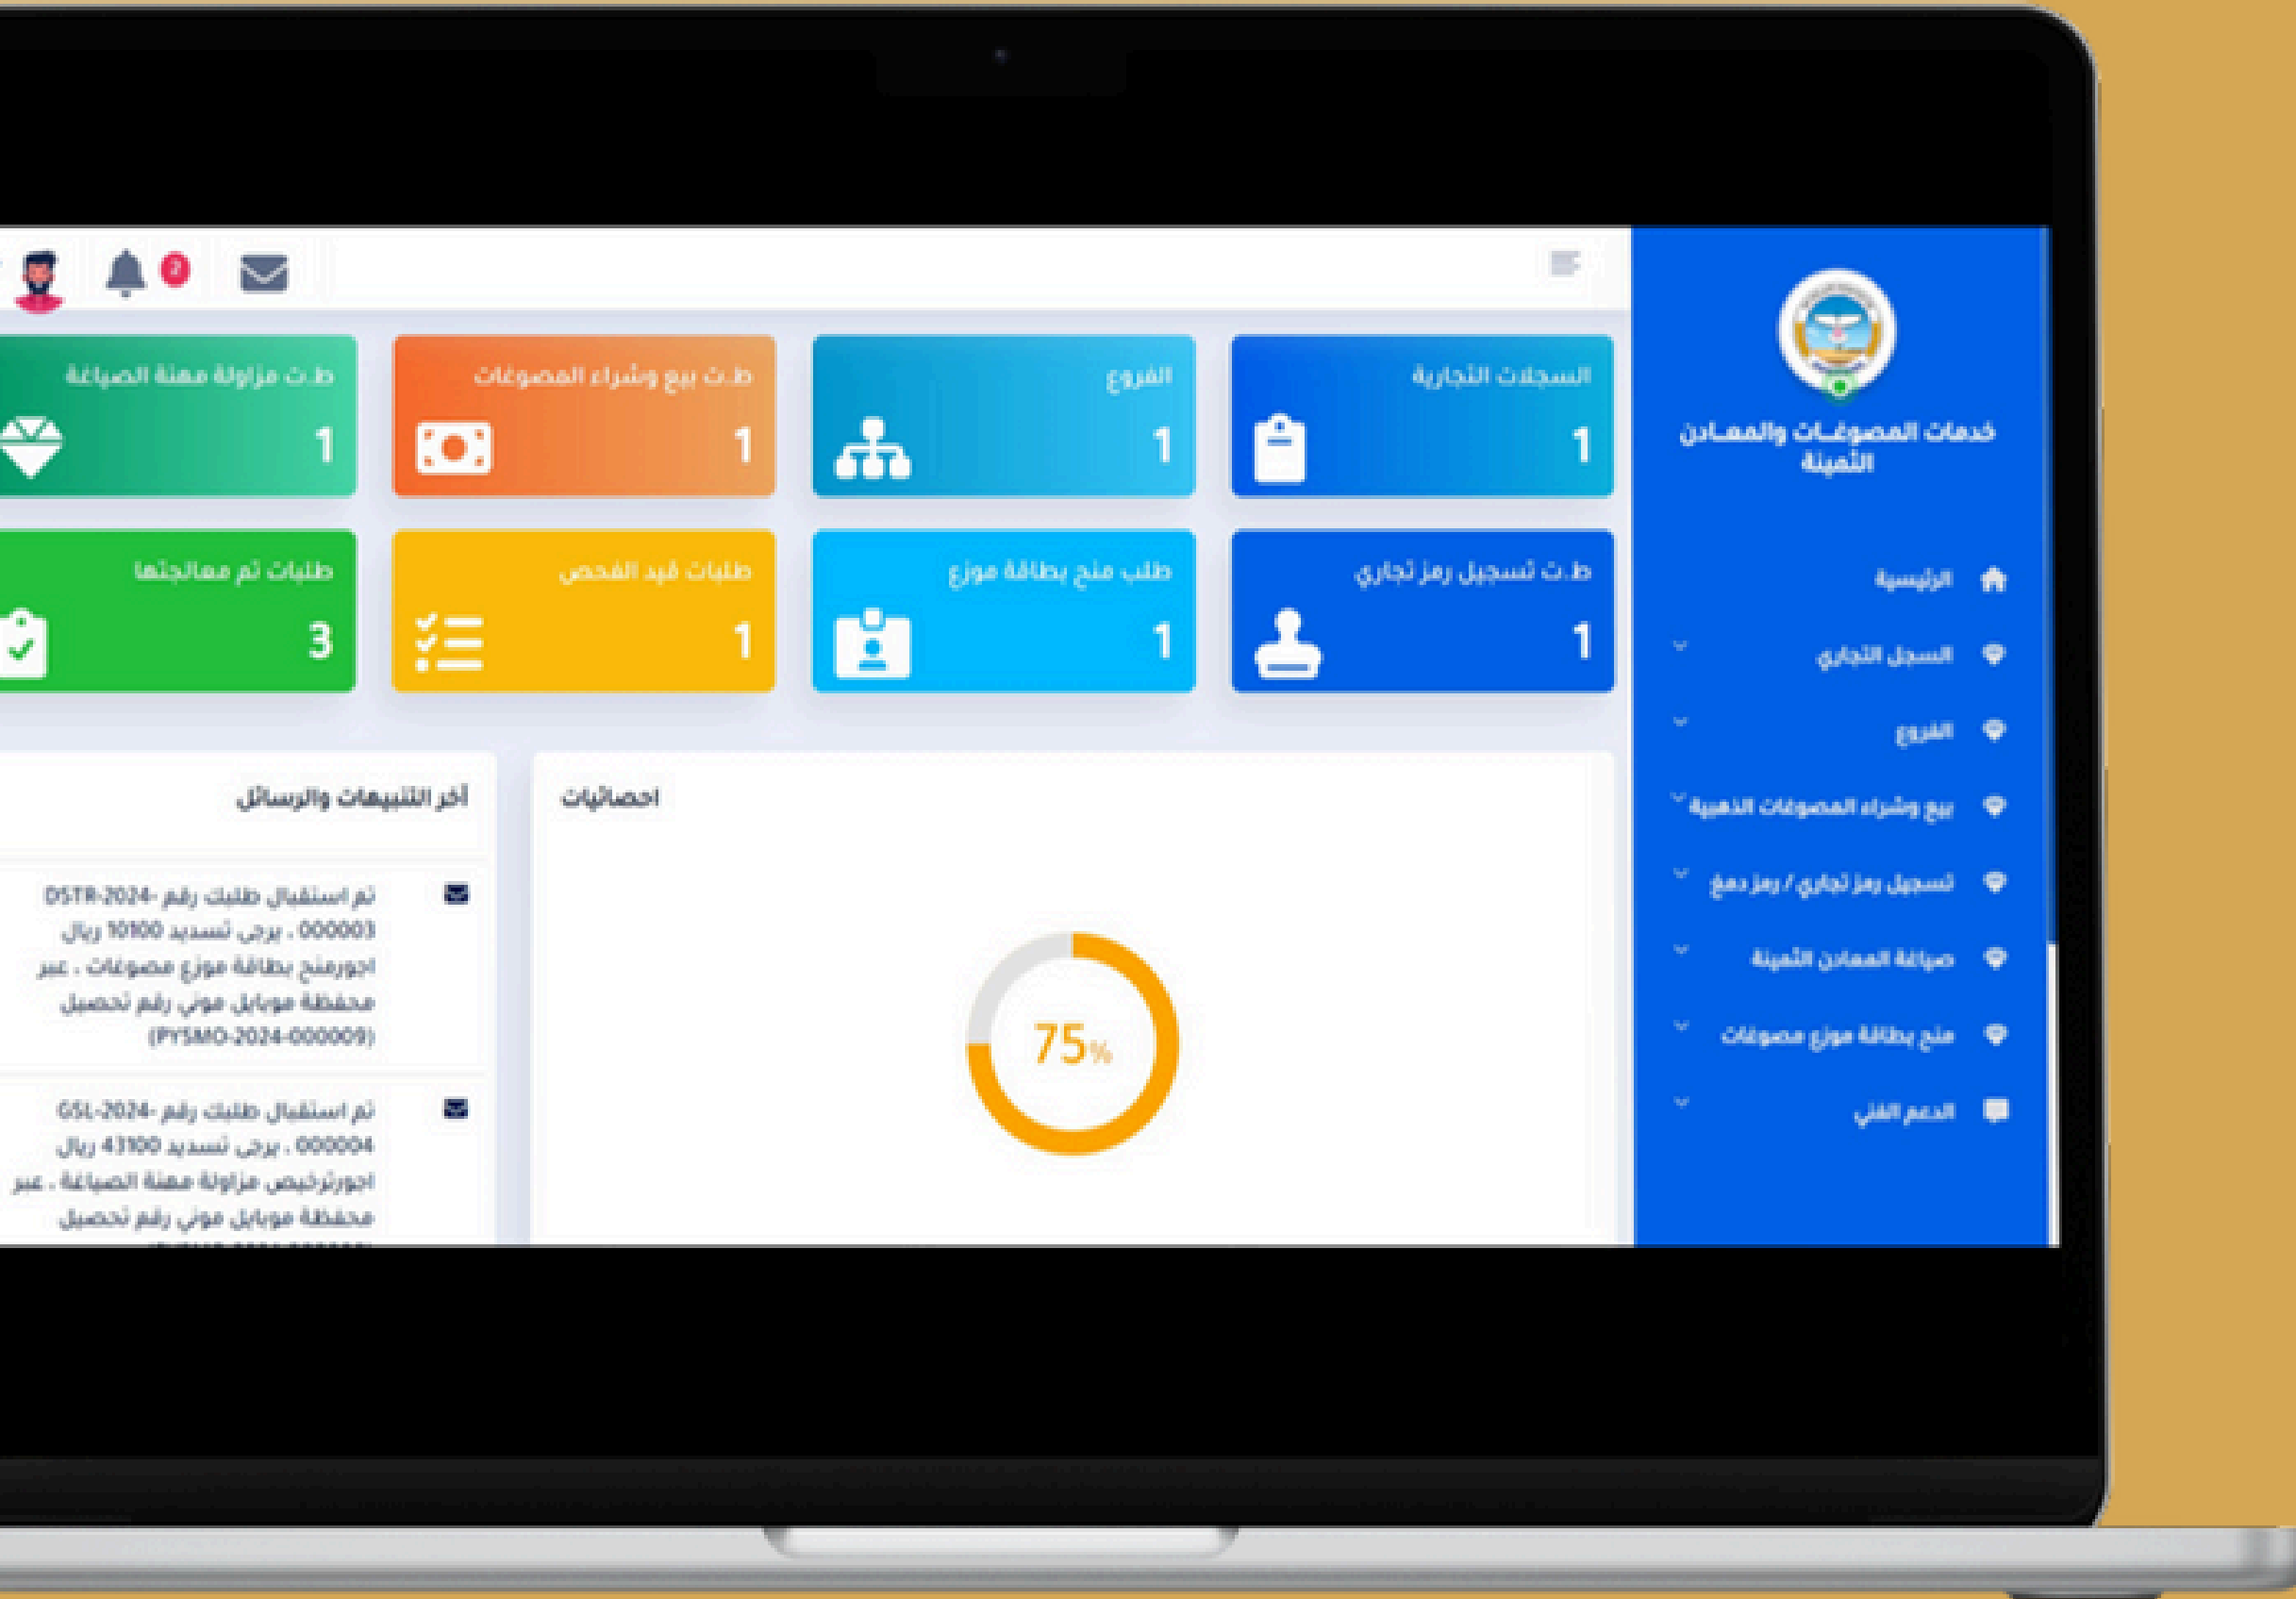 2
خدمات المصوغات والمعادن
الثمينة
الرئيسية
السجل التجاري
الفروع
بيع وشراء المصوغات الذهبية
تسجيل رمز تجاري / رمز دمغ
صياغة المعادن الثمينة
منح بطاقة موزع مصوغات
الدعم الفني
السجلات التجارية
1
الفروع
1
ط.ت بيع وشراء المصوغات
1
ط.ت مزاولة مهنة الصياغة
1
ط.ت تسجيل رمز تجاري
1
طلب منح بطاقة موزع
1
طلبات قيد الفحص
1
طلبات تم معالجتها
3
احصائيات
75%
أخر التنبيهات والرسائل
تم استقبال طلبك رقم DSTR-2024-
000003 ، يرجى تسديد 10100 ريال
اجورمنح بطاقة موزع مصوغات ، عبر
محفظة موبايل موني رقم تحصيل
(PYSMO-2024-000009)
تم استقبال طلبك رقم GSL-2024-
000004 ، يرجى تسديد 43100 ريال
اجورترخيص مزاولة مهنة الصياغة ، عبر
محفظة موبايل موني رقم تحصيل